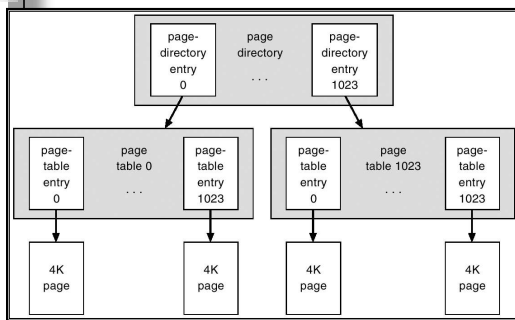 page-
directory
entry
0
page
directory
. . .
page-
directory
entry
1023
page-
table
entry
0
page
table 0
. . .
page-
table
entry
1023
page-
table
entry
0
page
table 1023
. . .
page-
table
entry
1023
4K
page
4K
page
4K
page
4K
page